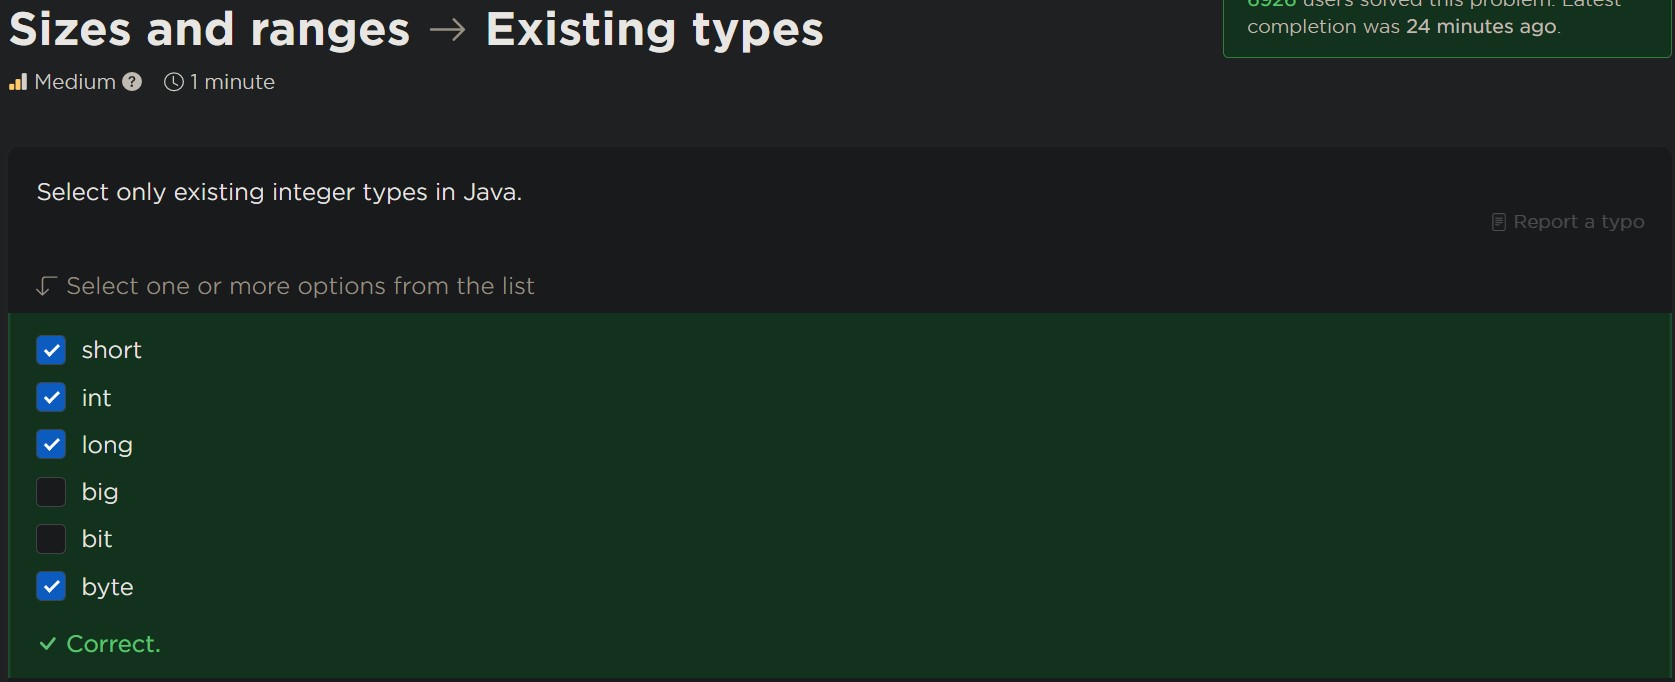 Sizes and ranges → Existing types
6926 users solved this problem. Latest
completion was 24 minutes ago.
Medium ? 1 minute
Select only existing integer types in Java.
Report a typo
Select one or more options from the list
short
int
long
big
bit
byte
Correct.